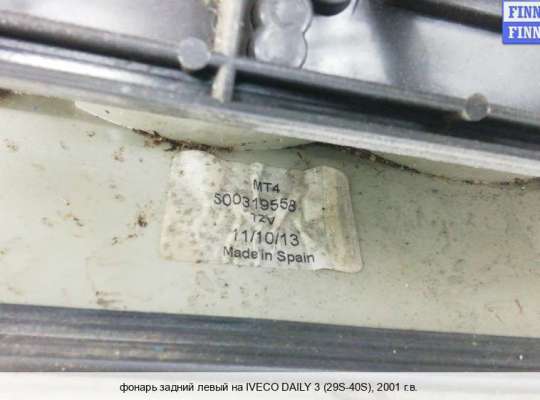 FINN
FINN
MT4
S00319558
12V
11/10/13
Made in Spain
фонарь задний левый на IVECO DAILY 3 (29S-40S), 2001 г.в.